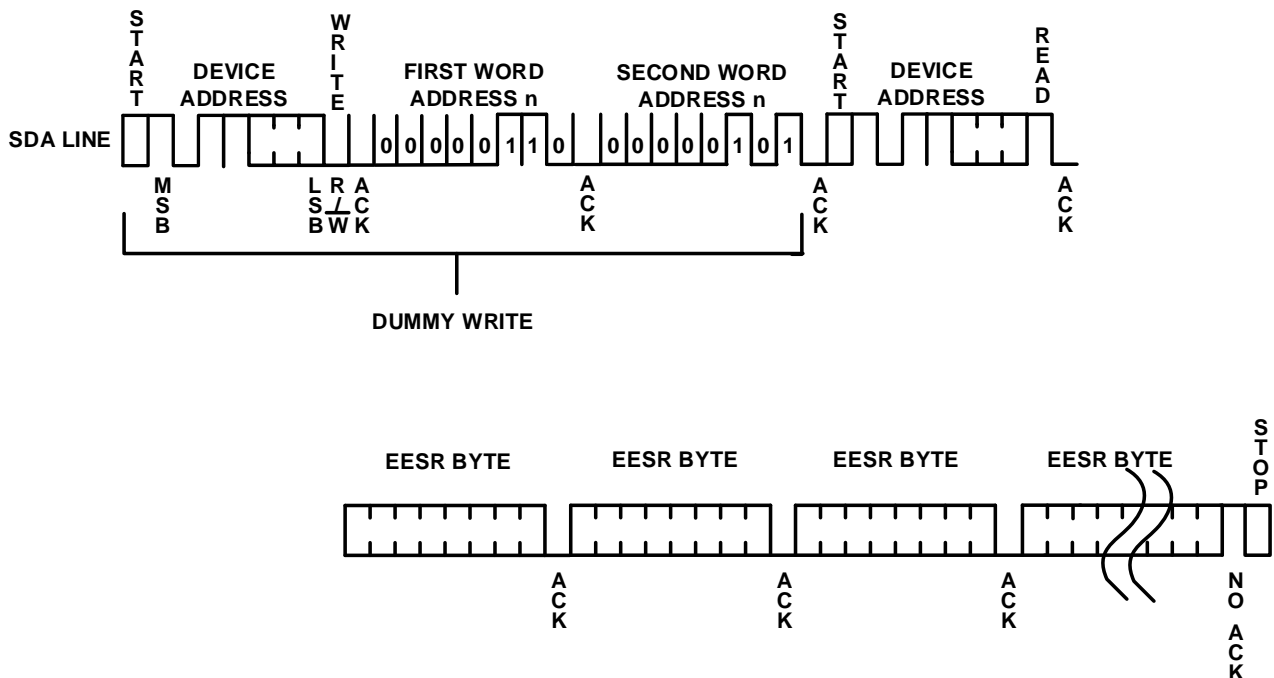 START
WRITE
START
READ
DEVICE
ADDRESS
FIRST WORD
ADDRESS n
SECOND WORD
ADDRESS n
DEVICE
ADDRESS
SDA LINE
0 0 0 0 0 1 1 0
0 0 0 0 0 1 0 1
MSB
LSB
R/W
ACK
ACK
ACK
ACK
DUMMY WRITE
STOP
EESR BYTE
EESR BYTE
EESR BYTE
EESR BYTE
ACK
ACK
ACK
NO ACK